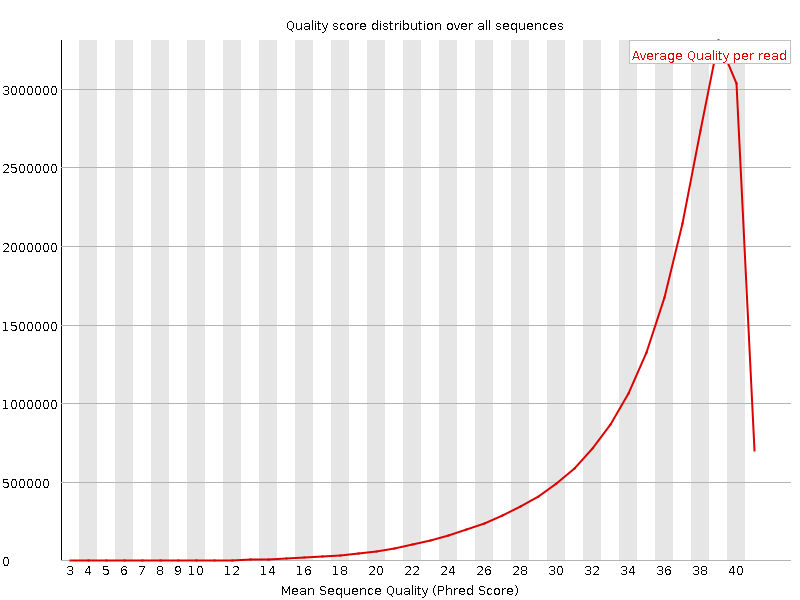 Quality score distribution over all sequences
Average Quality per read
3000000
2500000
2000000
1500000
1000000
500000
0
3 4 5 6 7 8 9 10 12 14 16 18 20 22 24 26 28 30 32 34 36 38 40
Mean Sequence Quality (Phred Score)